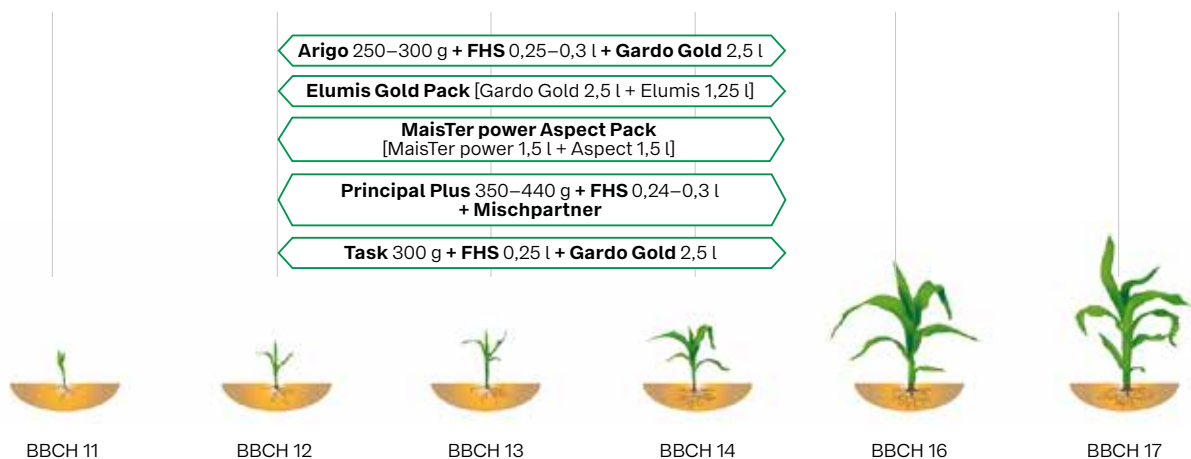 Arigo 250–300 g + FHS 0,25–0,3 l + Gardo Gold 2,5 l
Elumis Gold Pack [Gardo Gold 2,5 l + Elumis 1,25 l]
MaisTer power Aspect Pack
[MaisTer power 1,5 l + Aspect 1,5 l]
Principal Plus 350–440 g + FHS 0,24–0,3 l
+ Mischpartner
Task 300 g + FHS 0,25 l + Gardo Gold 2,5 l
BBCH 11 BBCH 12 BBCH 13 BBCH 14 BBCH 16 BBCH 17